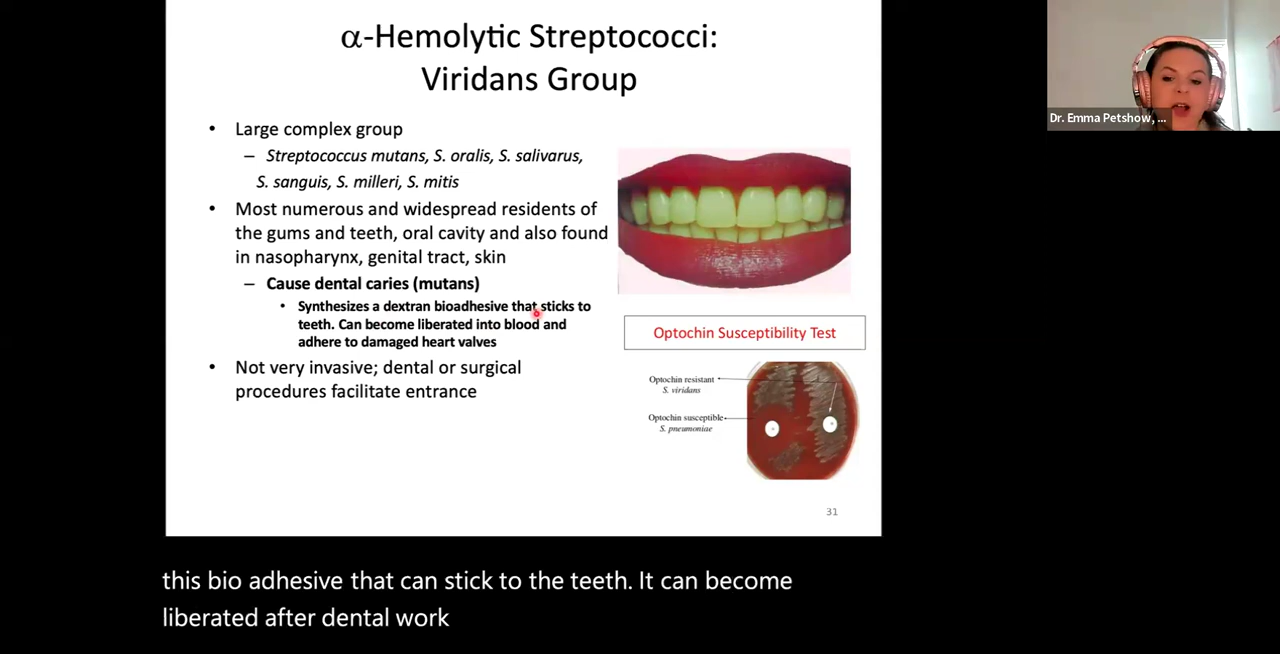 α-Hemolytic Streptococci:
Viridans Group
• Large complex group
– Streptococcus mutans, S. oralis, S. salivarus,
S. sanguis, S. milleri, S. mitis
• Most numerous and widespread residents of
the gums and teeth, oral cavity and also found
in nasopharynx, genital tract, skin
– Cause dental caries (mutans)
• Synthesizes a dextran bioadhesive that sticks to
teeth. Can become liberated into blood and
adhere to damaged heart valves
• Not very invasive; dental or surgical
procedures facilitate entrance
Optochin Susceptibility Test
Optochin resistant
S. viridans
Optochin susceptible
S. pneumoniae
31
Dr. Emma Petshow, ...
this bio adhesive that can stick to the teeth. It can become
liberated after dental work